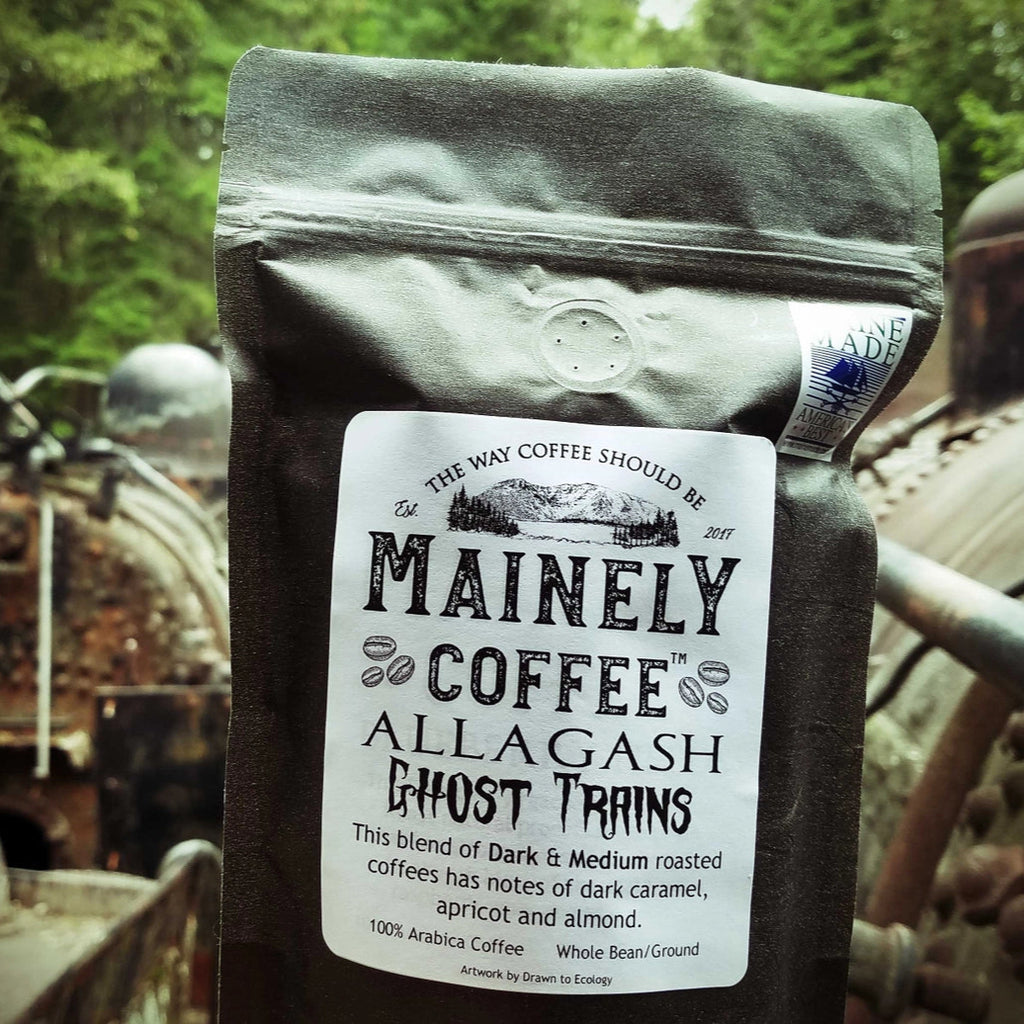 MADE
AMERICA'S
BEST
THE WAY COFFEE SHOULD BE
Est. 2017
MAINELY
COFFEE™
ALLAGASH
GHOST TRAINS
This blend of Dark & Medium roasted
coffees has notes of dark caramel,
apricot and almond.
100% Arabica Coffee Whole Bean/Ground
Artwork by Drawn to Ecology